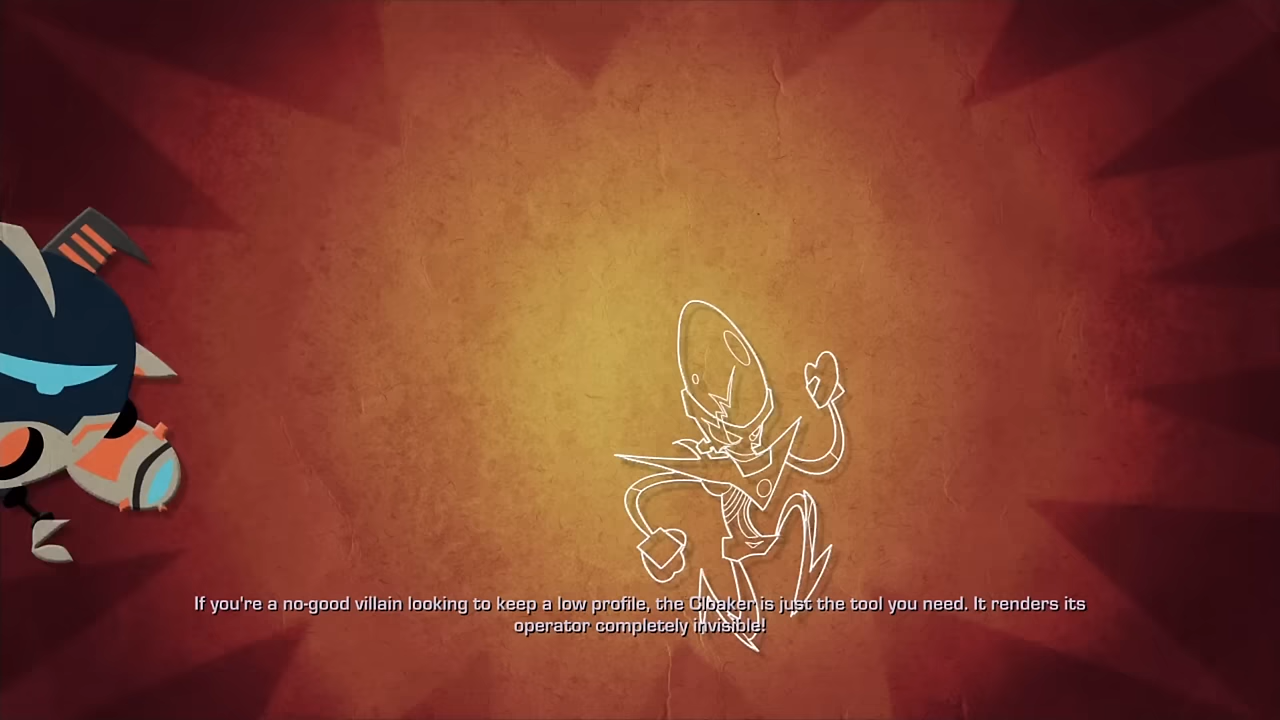 If you're a no-good villain looking to keep a low profile, the Cloaker is just the tool you need. It renders its
operator completely invisible!